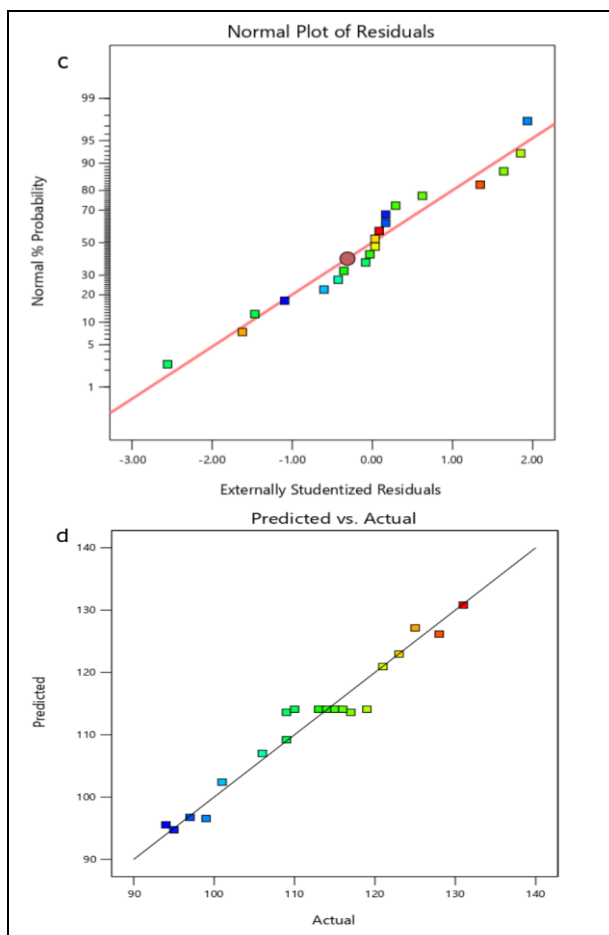 Normal Plot of Residuals
c
99
95
90
80
70
50
30
20
10
5
1
Normal % Probability
-3.00 -2.00 -1.00 0.00 1.00 2.00
Externally Studentized Residuals
Predicted vs. Actual
d
140
130
120
110
100
90
Predicted
90 100 110 120 130 140
Actual